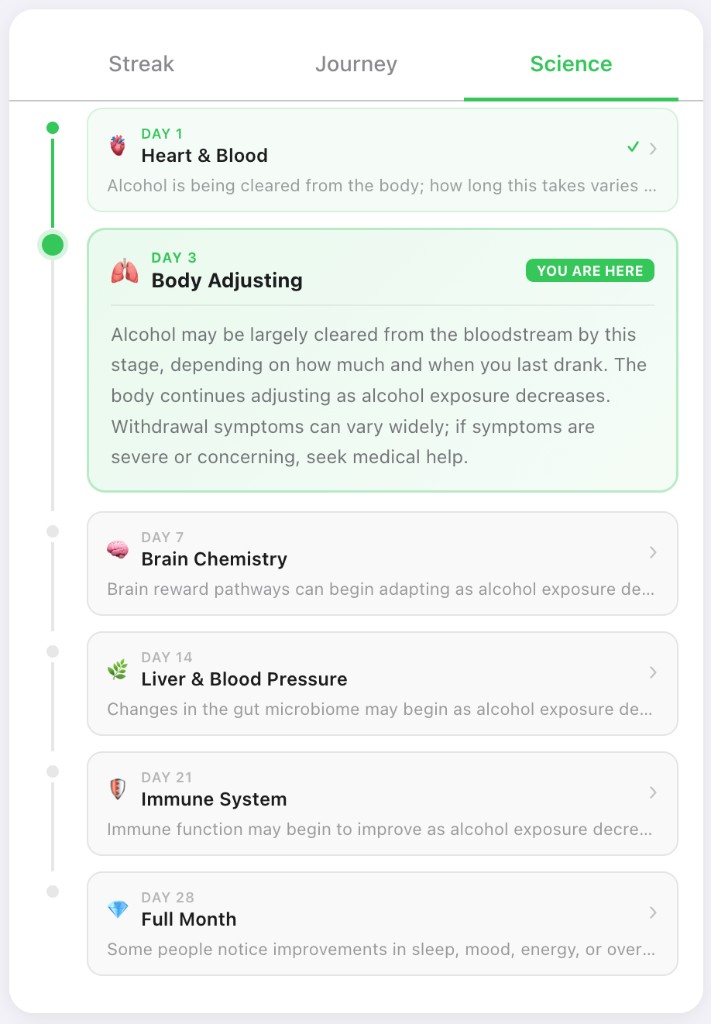 Streak
Journey
Science
DAY 1
Heart & Blood
Alcohol is being cleared from the body; how long this takes varies ...
DAY 3
Body Adjusting
YOU ARE HERE
Alcohol may be largely cleared from the bloodstream by this
stage, depending on how much and when you last drank. The
body continues adjusting as alcohol exposure decreases.
Withdrawal symptoms can vary widely; if symptoms are
severe or concerning, seek medical help.
DAY 7
Brain Chemistry
Brain reward pathways can begin adapting as alcohol exposure de...
DAY 14
Liver & Blood Pressure
Changes in the gut microbiome may begin as alcohol exposure de...
DAY 21
Immune System
Immune function may begin to improve as alcohol exposure decre...
DAY 28
Full Month
Some people notice improvements in sleep, mood, energy, or over...